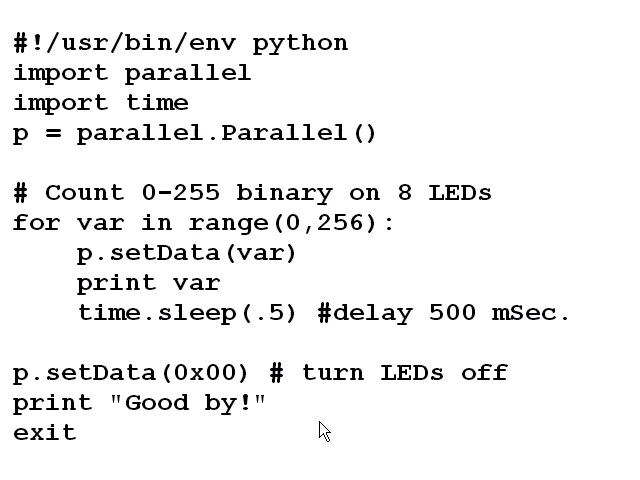 #!/usr/bin/env python
import parallel
import time
p = parallel.Parallel()
# Count 0-255 binary on 8 LEDs
for var in range(0,256):
    p.setData(var)
    print var
    time.sleep(.5) #delay 500 mSec.
p.setData(0x00) # turn LEDs off
print "Good by!"
exit